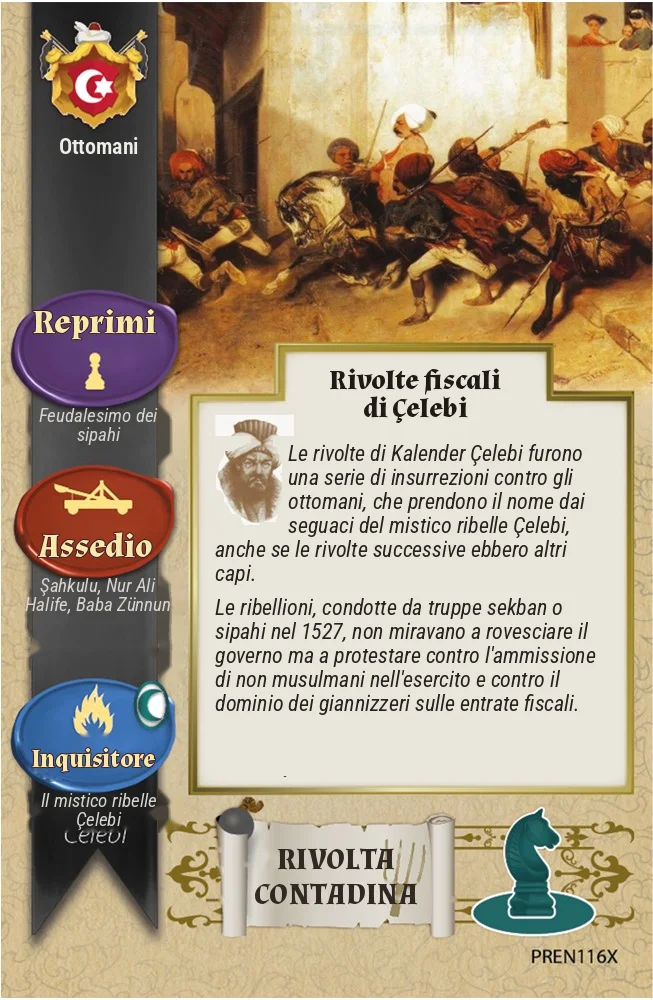 Ottomani
Reprimi
Feudalesimo dei
sipahi
Assedio
Şahkulu, Nur Ali
Halife, Baba Zünnun
Inquisitore
Il mistico ribelle
Çelebi
Çelebi
Rivolte fiscali
di Çelebi
Le rivolte di Kalender Çelebi furono
una serie di insurrezioni contro gli
ottomani, che prendono il nome dai
seguaci del mistico ribelle Çelebi,
anche se le rivolte successive ebbero altri
capi.
Le ribellioni, condotte da truppe sekban o
sipahi nel 1527, non miravano a rovesciare il
governo ma a protestare contro l'ammissione
di non musulmani nell'esercito e contro il
dominio dei giannizzeri sulle entrate fiscali.
RIVOLTA
CONTADINA
PREN116X